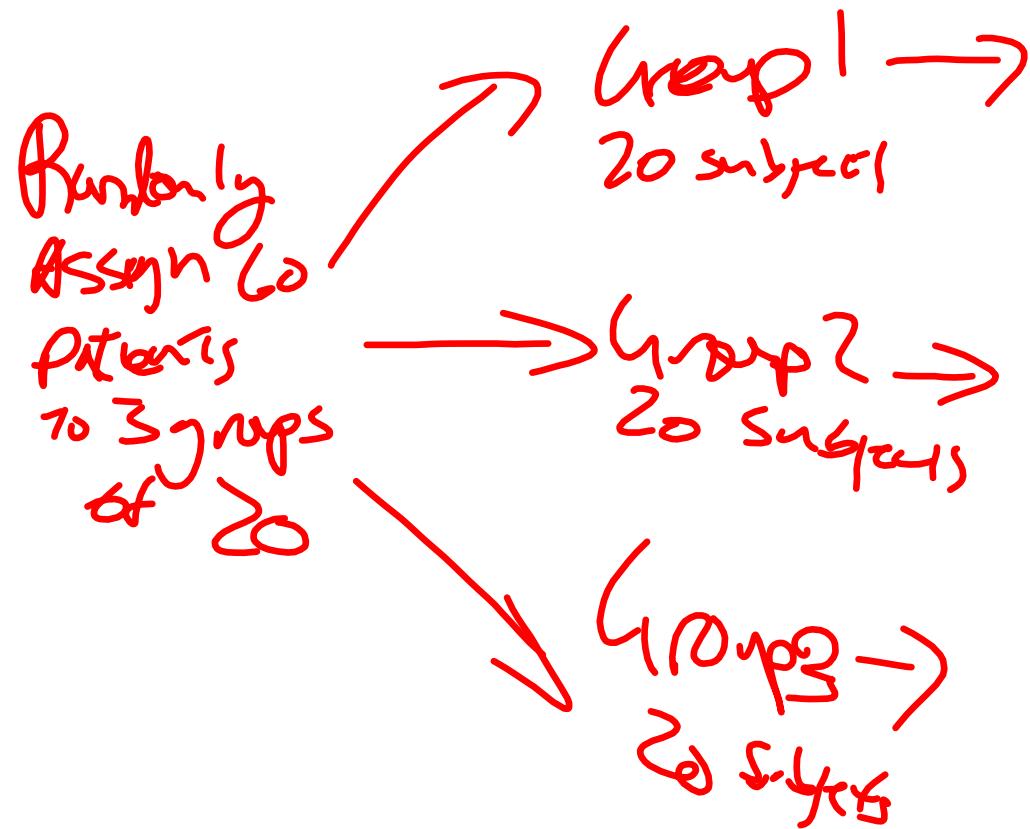 Randomly
Assign 60
patients
to 3 groups
of 20
Group 1
20 subjects
Group 2
20 subjects
Group 3
20 subjects